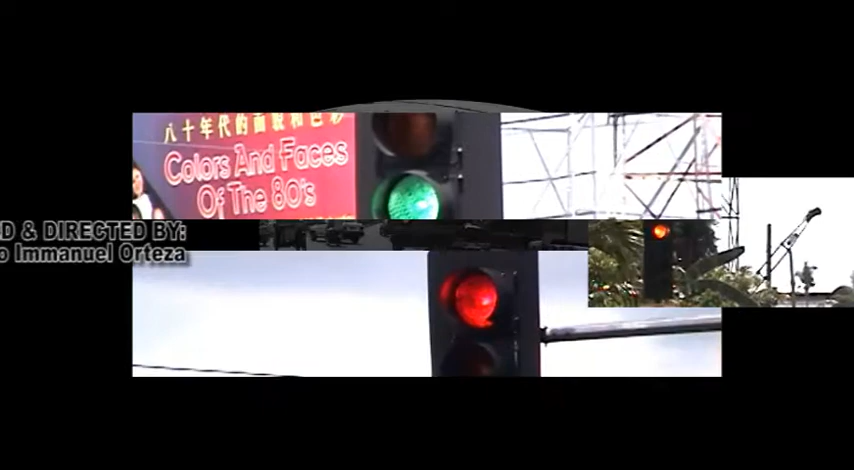 八十年代的面貌和色彩
Colors And Faces
Of The 80's
D & DIRECTED BY:
o Immanuel Orteza